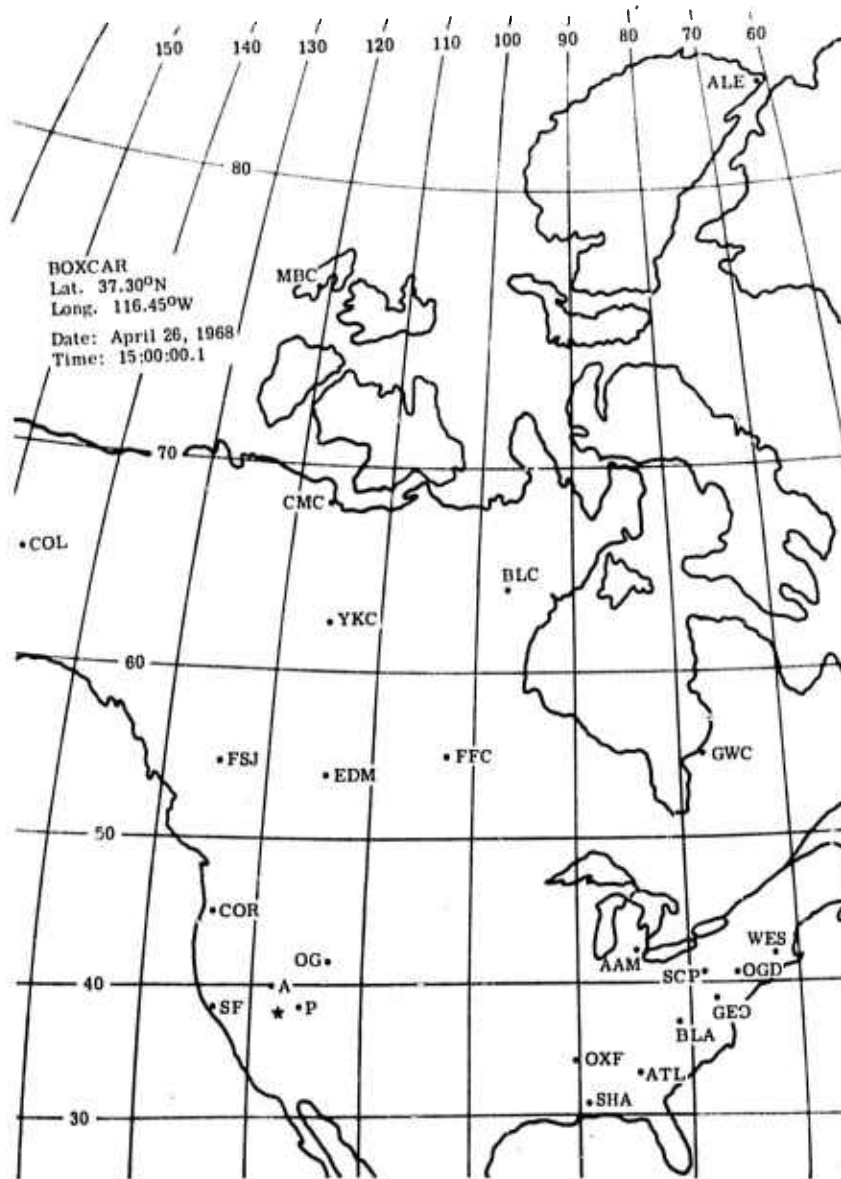 150 140 130 120 110 100 90 80 70 60
ALE
80
BOXCAR
Lat. 37.30ºN
Long. 116.45ºW
Date: April 26, 1968
Time: 15:00:00.1
MBC
70
CMC
COL
BLC
YKC
60
FSJ
EDM
FFC
GWC
50
COR
OG
AAM
WES
SCP
OGD
40
A
SF
P
GEO
BLA
OXF
ATL
SHA
30